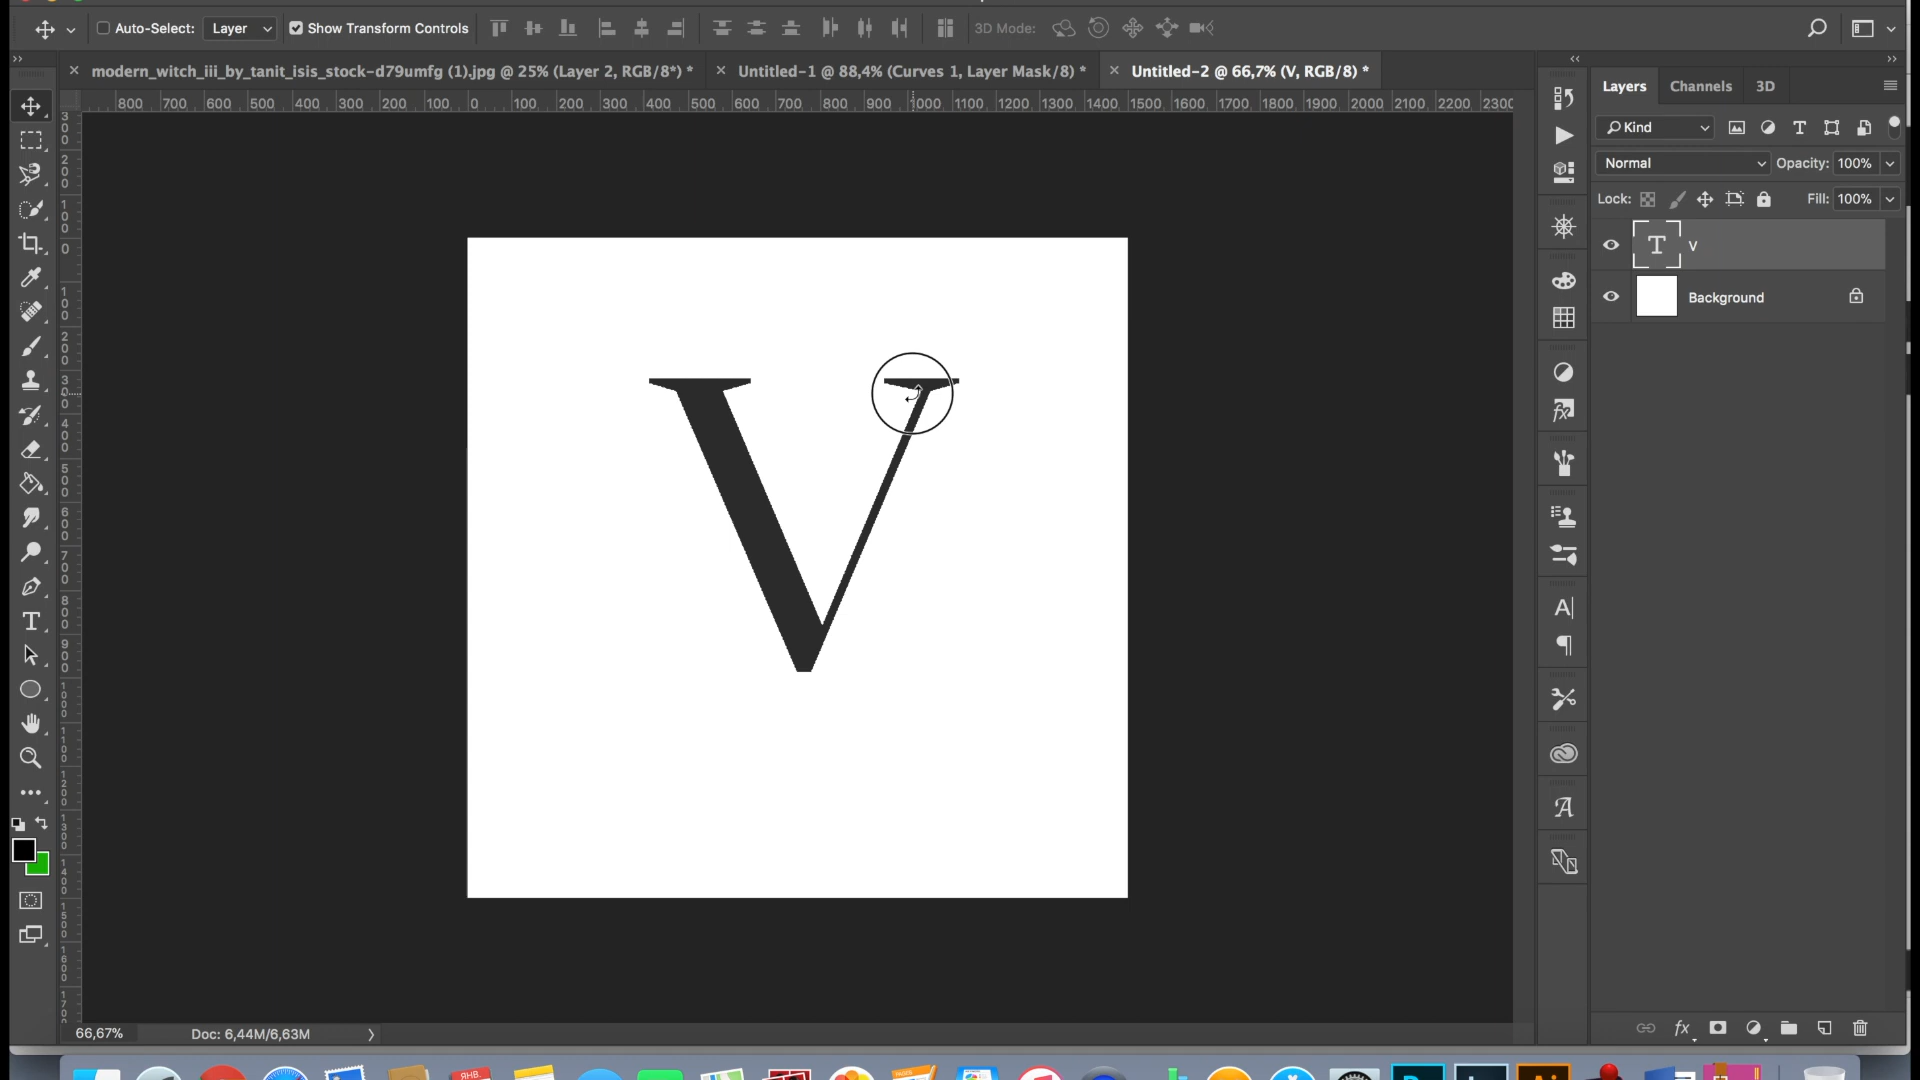 Auto-Select: Layer Show Transform Controls 3D Mode:
modern_witch_iii_by_tanit_isis_stock-d79umfg (1).jpg @ 25% (Layer 2, RGB/8*) * Untitled-1 @ 88,4% (Curves 1, Layer Mask/8) * Untitled-2 @ 66,7% (V, RGB/8) *
800 700 600 500 400 300 200 100 0 100 200 300 400 500 600 700 800 900 1000 1100 1200 1300 1400 1500 1600 1700 1800 1900 2000 2100 2200 2300
Layers Channels 3D
Kind
Normal Opacity: 100%
Lock: Fill: 100%
T V
Background
V
66,67% Doc: 6,44M/6,63M
fx
ЯНВ.
PAGES